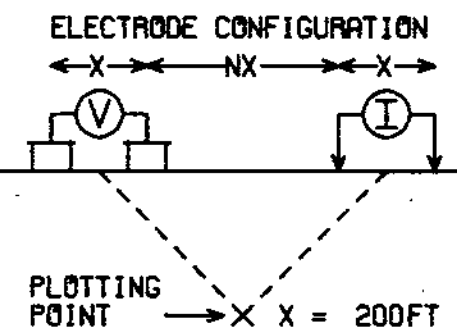 ELECTRODE CONFIGURATION
X NX X
V I
PLOTTING
POINT X X = 200FT